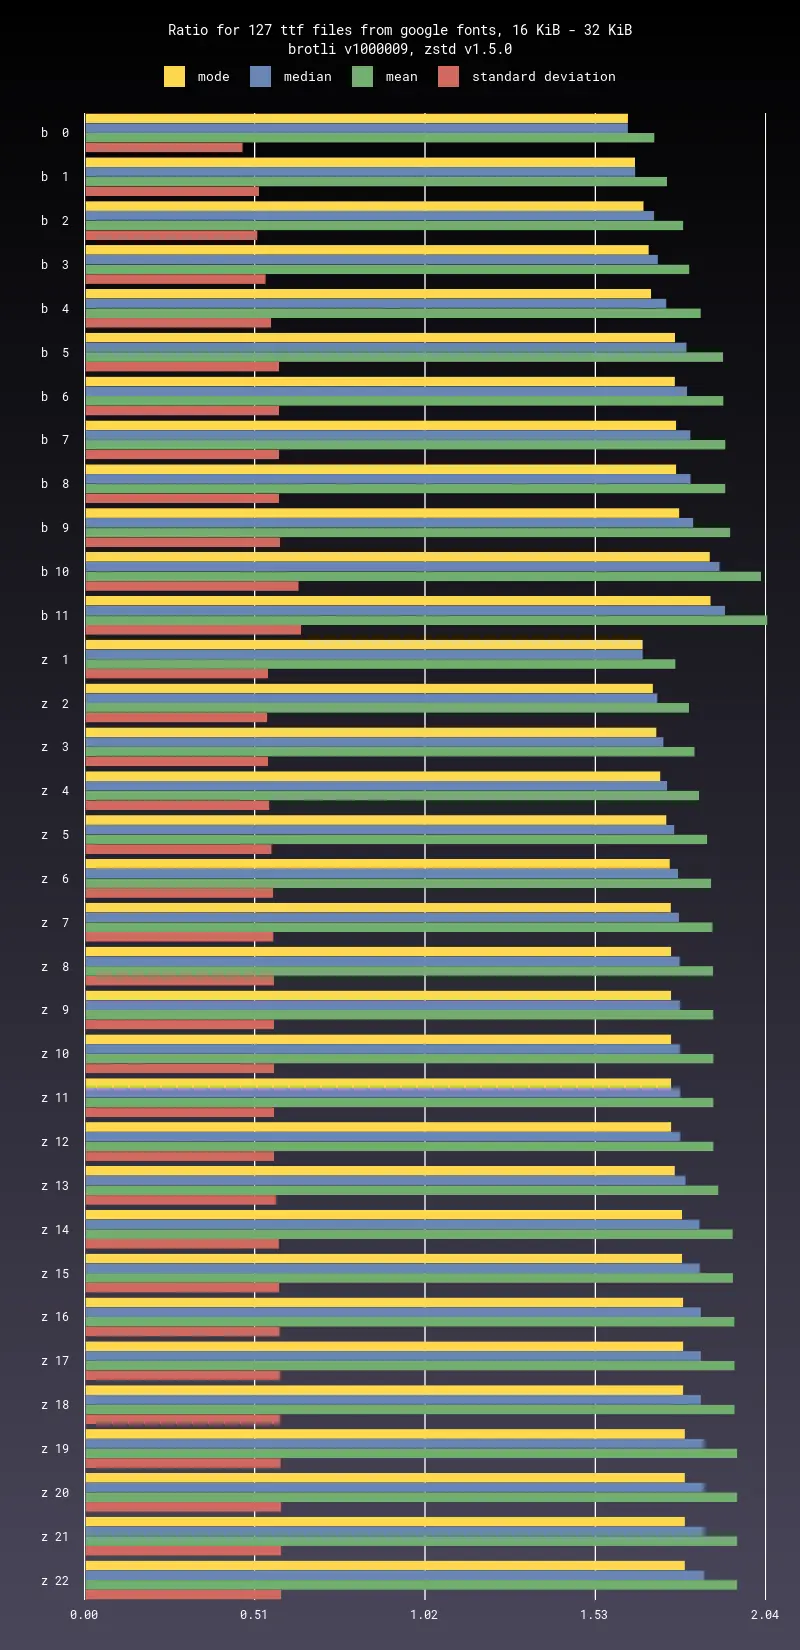 Ratio for 127 ttf files from google fonts, 16 KiB - 32 KiB
brotli v1000009, zstd v1.5.0
mode median mean standard deviation
b 0
b 1
b 2
b 3
b 4
b 5
b 6
b 7
b 8
b 9
b 10
b 11
z 1
z 2
z 3
z 4
z 5
z 6
z 7
z 8
z 9
z 10
z 11
z 12
z 13
z 14
z 15
z 16
z 17
z 18
z 19
z 20
z 21
z 22
0.00 0.51 1.02 1.53 2.04